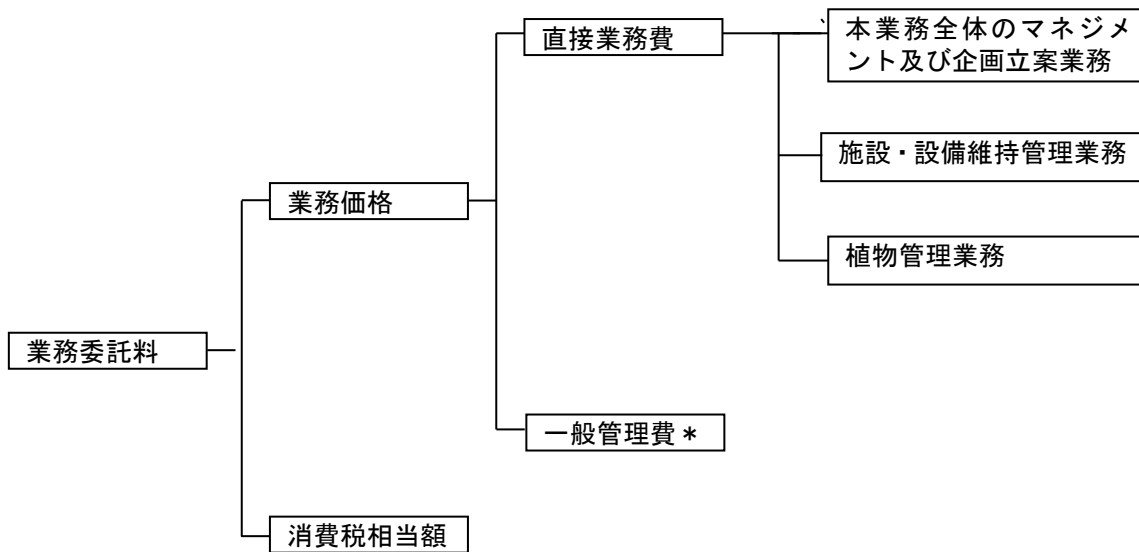 直接業務費
本業務全体のマネジメ
ント及び企画立案業務
施設・設備維持管理業務
業務価格
植物管理業務
業務委託料
一般管理費＊
消費税相当額